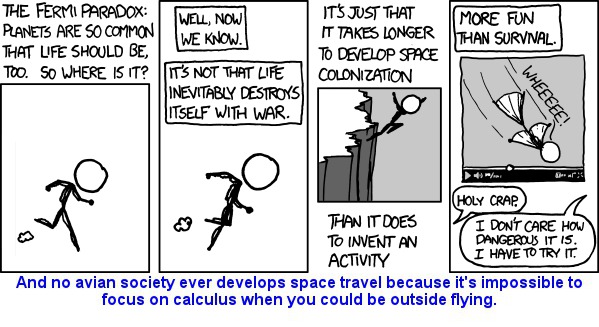 THE FERMI PARADOX:
PLANETS ARE SO COMMON
THAT LIFE SHOULD BE,
TOO. SO WHERE IS IT?
WELL, NOW
WE KNOW.
IT'S NOT THAT LIFE
INEVITABLY DESTROYS
ITSELF WITH WAR.
IT'S JUST THAT
IT TAKES LONGER
TO DEVELOP SPACE
COLONIZATION
THAN IT DOES
TO INVENT AN
ACTIVITY
MORE FUN
THAN SURVIVAL.
WHEEEEE!
HOLY CRAP.
I DON'T CARE HOW
DANGEROUS IT IS.
I HAVE TO TRY IT.
And no avian society ever develops space travel because it's impossible to
focus on calculus when you could be outside flying.